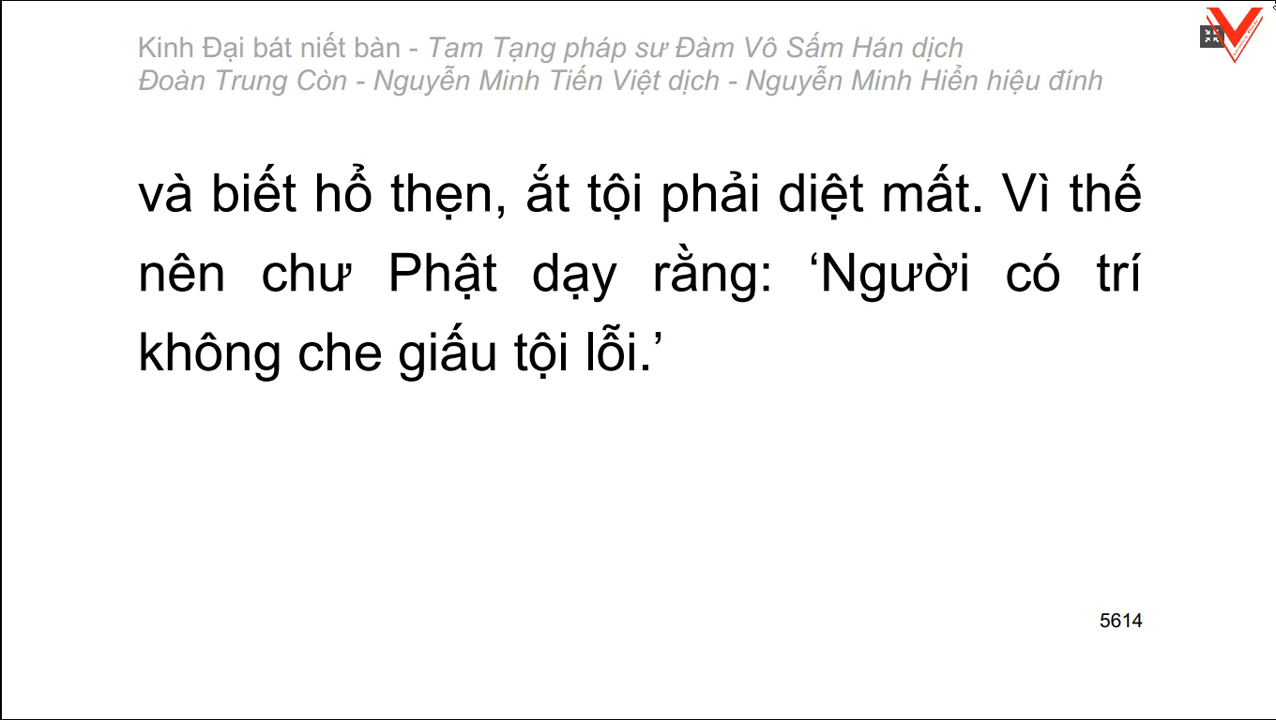 Kinh Đại bát niết bàn - Tam Tạng pháp sư Đàm Vô Sấm Hán dịch
Đoàn Trung Còn - Nguyễn Minh Tiến Việt dịch - Nguyễn Minh Hiển hiệu đính
và biết hổ thẹn, ắt tội phải diệt mất. Vì thế
nên chư Phật dạy rằng: ‘Người có trí
không che giấu tội lỗi.’
5614